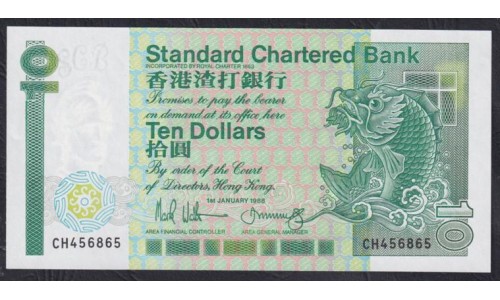 Standard Chartered Bank
INCORPORATED BY ROYAL CHARTER 1853
香港渣打銀行
Promises to pay the bearer
on demand at its office here
Ten Dollars
拾圓
By order of the Court
of Directors, Hong Kong.
1st JANUARY 1988
AREA FINANCIAL CONTROLLER AREA GENERAL MANAGER
CH456865 CH456865
10
10